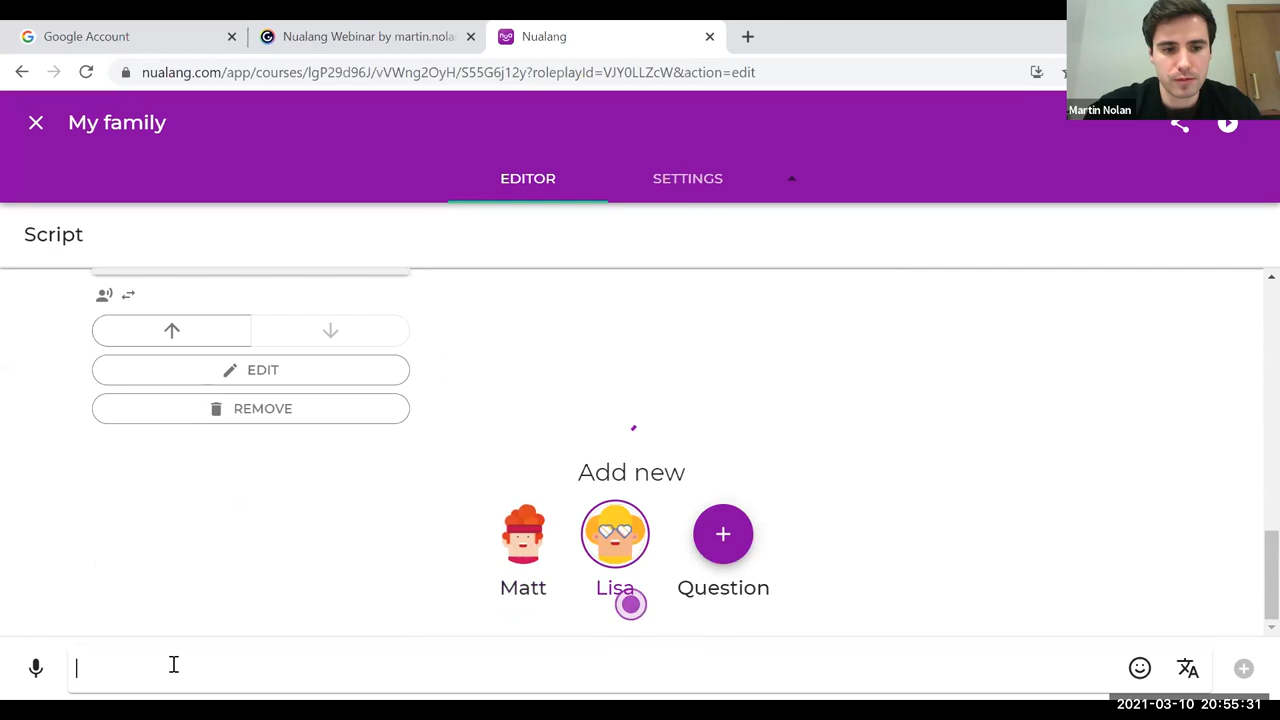 Google Account
Nualang Webinar by martin.nola
Nualang
nualang.com/app/courses/lgP29d96J/vVWng2OyH/S55G6j12y?roleplayId=VJY0LLZcW&action=edit
Martin Nolan
My family
EDITOR
SETTINGS
Script
EDIT
REMOVE
Add new
Matt
Lisa
Question
2021-03-10 20:55:31